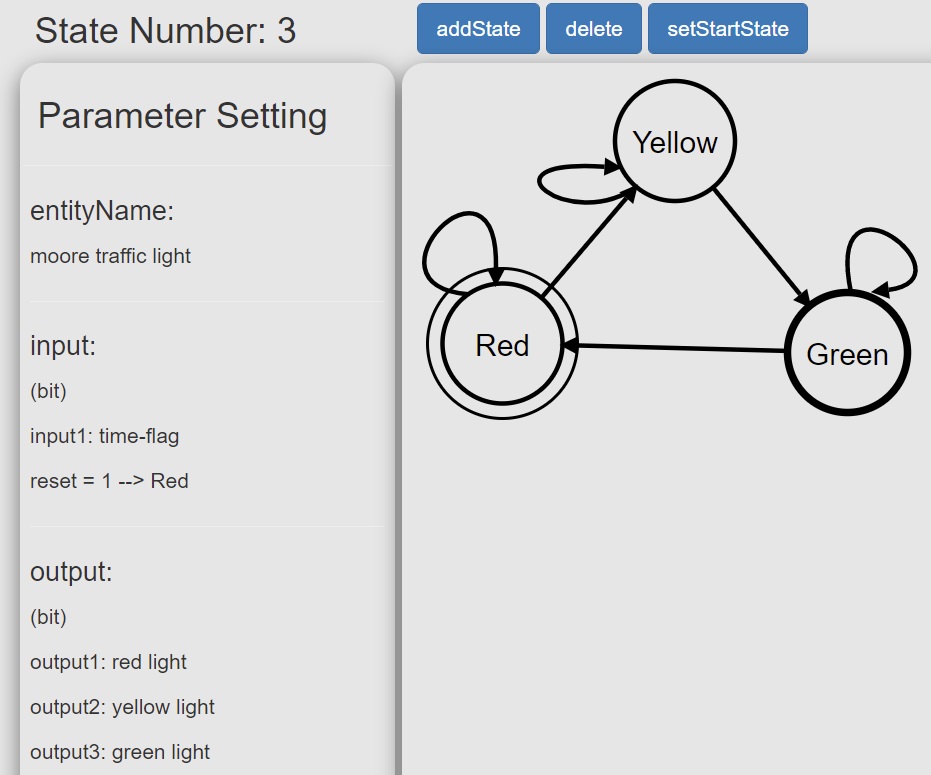 State Number: 3
addState
delete
setStartState
Parameter Setting
entityName:
moore traffic light
input:
(bit)
input1: time-flag
reset = 1 --> Red
output:
(bit)
output1: red light
output2: yellow light
output3: green light
Yellow
Red
Green